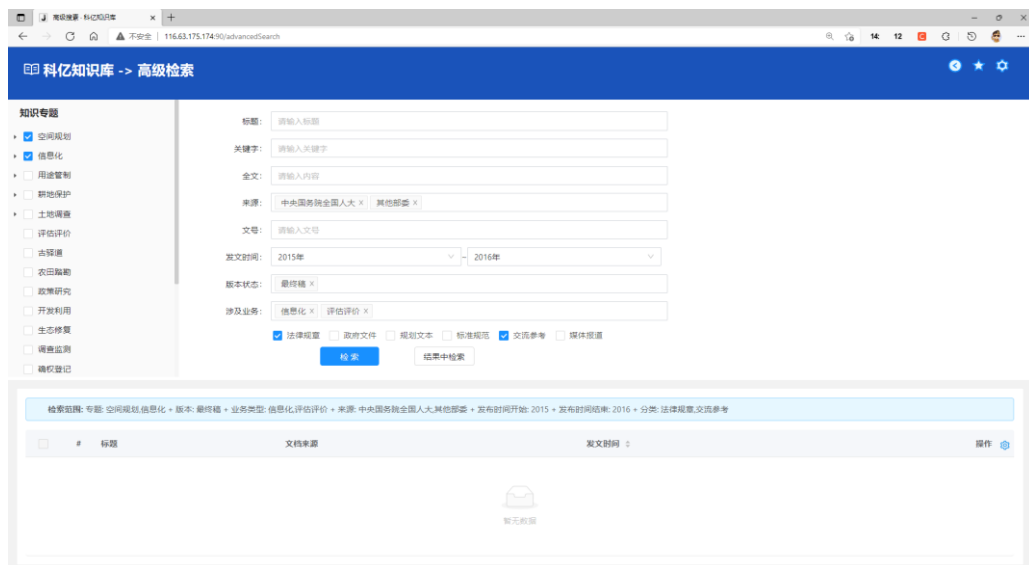 高级搜索 - 科亿知识库
不安全 | 116.63.175.174:90/advancedSearch
14: 12
科亿知识库 -> 高级检索
知识专题
空间规划
信息化
用途管制
耕地保护
土地调查
评估评价
古驿道
农田踏勘
政策研究
开发利用
生态修复
调查监测
确权登记
标题: 请输入标题
关键字: 请输入关键字
全文: 请输入内容
来源: 中央国务院全国人大 × 其他部委 ×
文号: 请输入文号
发文时间: 2015年 ~ 2016年
版本状态: 最终稿 ×
涉及业务: 信息化 × 评估评价 ×
法律规章 政府文件 规划文本 标准规范 交流参考 媒体报道
检索 结果中检索
检索范围: 专题: 空间规划,信息化 + 版本: 最终稿 + 业务类型: 信息化,评估评价 + 来源: 中央国务院全国人大,其他部委 + 发布时间开始: 2015 + 发布时间结束: 2016 + 分类: 法律规章,交流参考
# 标题 文档来源 发文时间 操作
暂无数据